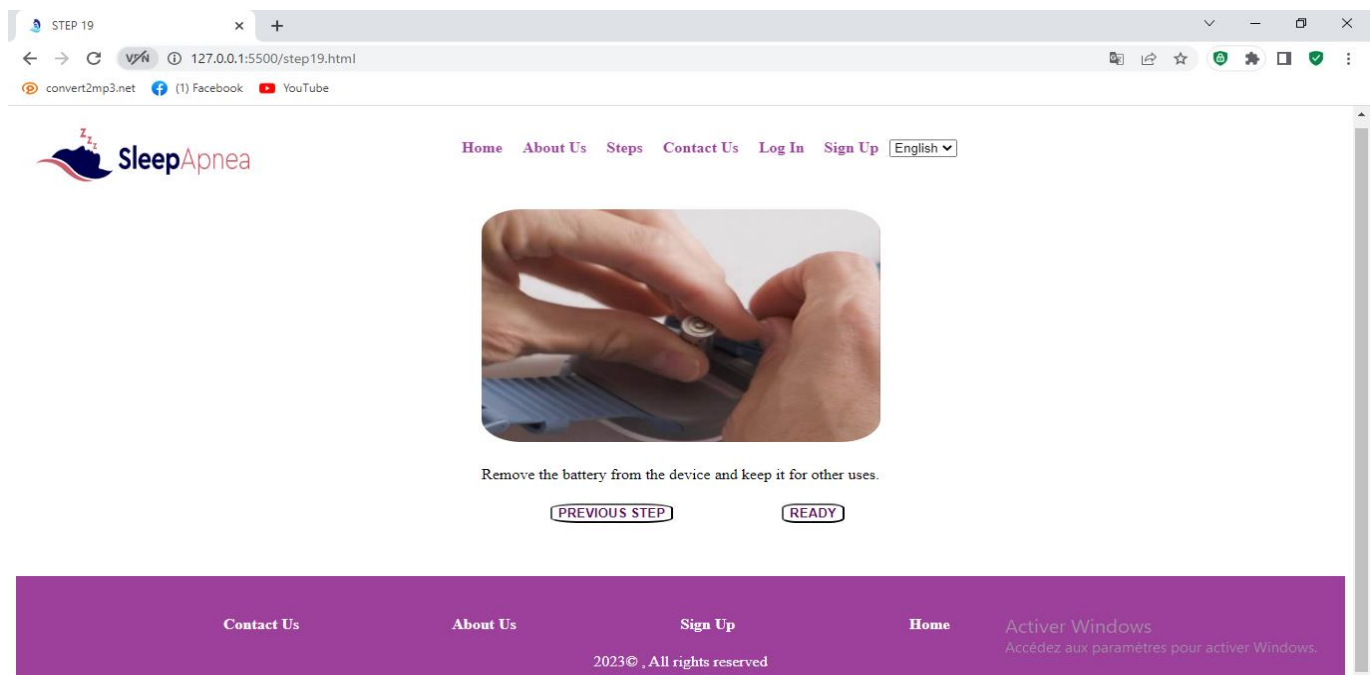 STEP 19
VPN 127.0.0.1:5500/step19.html
convert2mp3.net (1) Facebook YouTube
z z z
SleepApnea
Home About Us Steps Contact Us Log In Sign Up English
Remove the battery from the device and keep it for other uses.
PREVIOUS STEP READY
Contact Us About Us Sign Up Home
Activer Windows
Accédez aux paramètres pour activer Windows.
2023© , All rights reserved